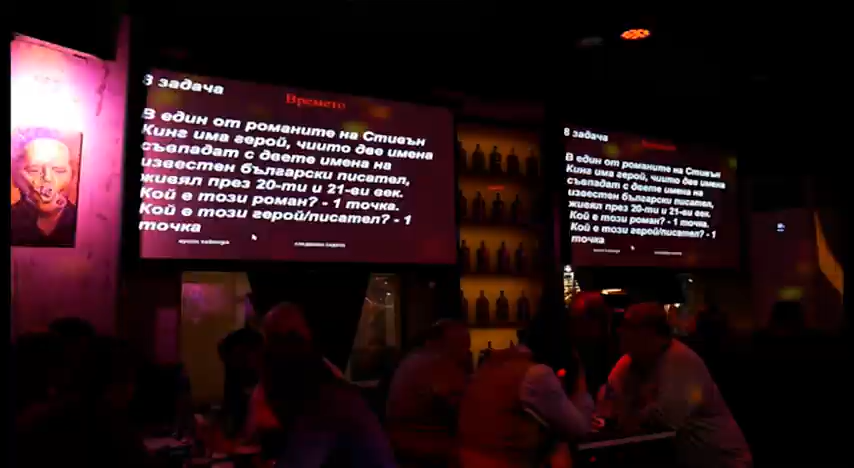 8 задача
Времето
В един от романите на Стивън
Кинг има герой, чиито две имена
съвпадат с двете имена на
известен български писател,
живял през 20-ти и 21-ви век.
Кой е този роман? - 1 точка.
Кой е този герой/писател? - 1
точка
8 задача
В един от романите на Стивън
Кинг има герой, чиито две имена
съвпадат с двете имена на
известен български писател,
живял през 20-ти и 21-ви век.
Кой е този роман? - 1 точка.
Кой е този герой/писател? - 1
точка